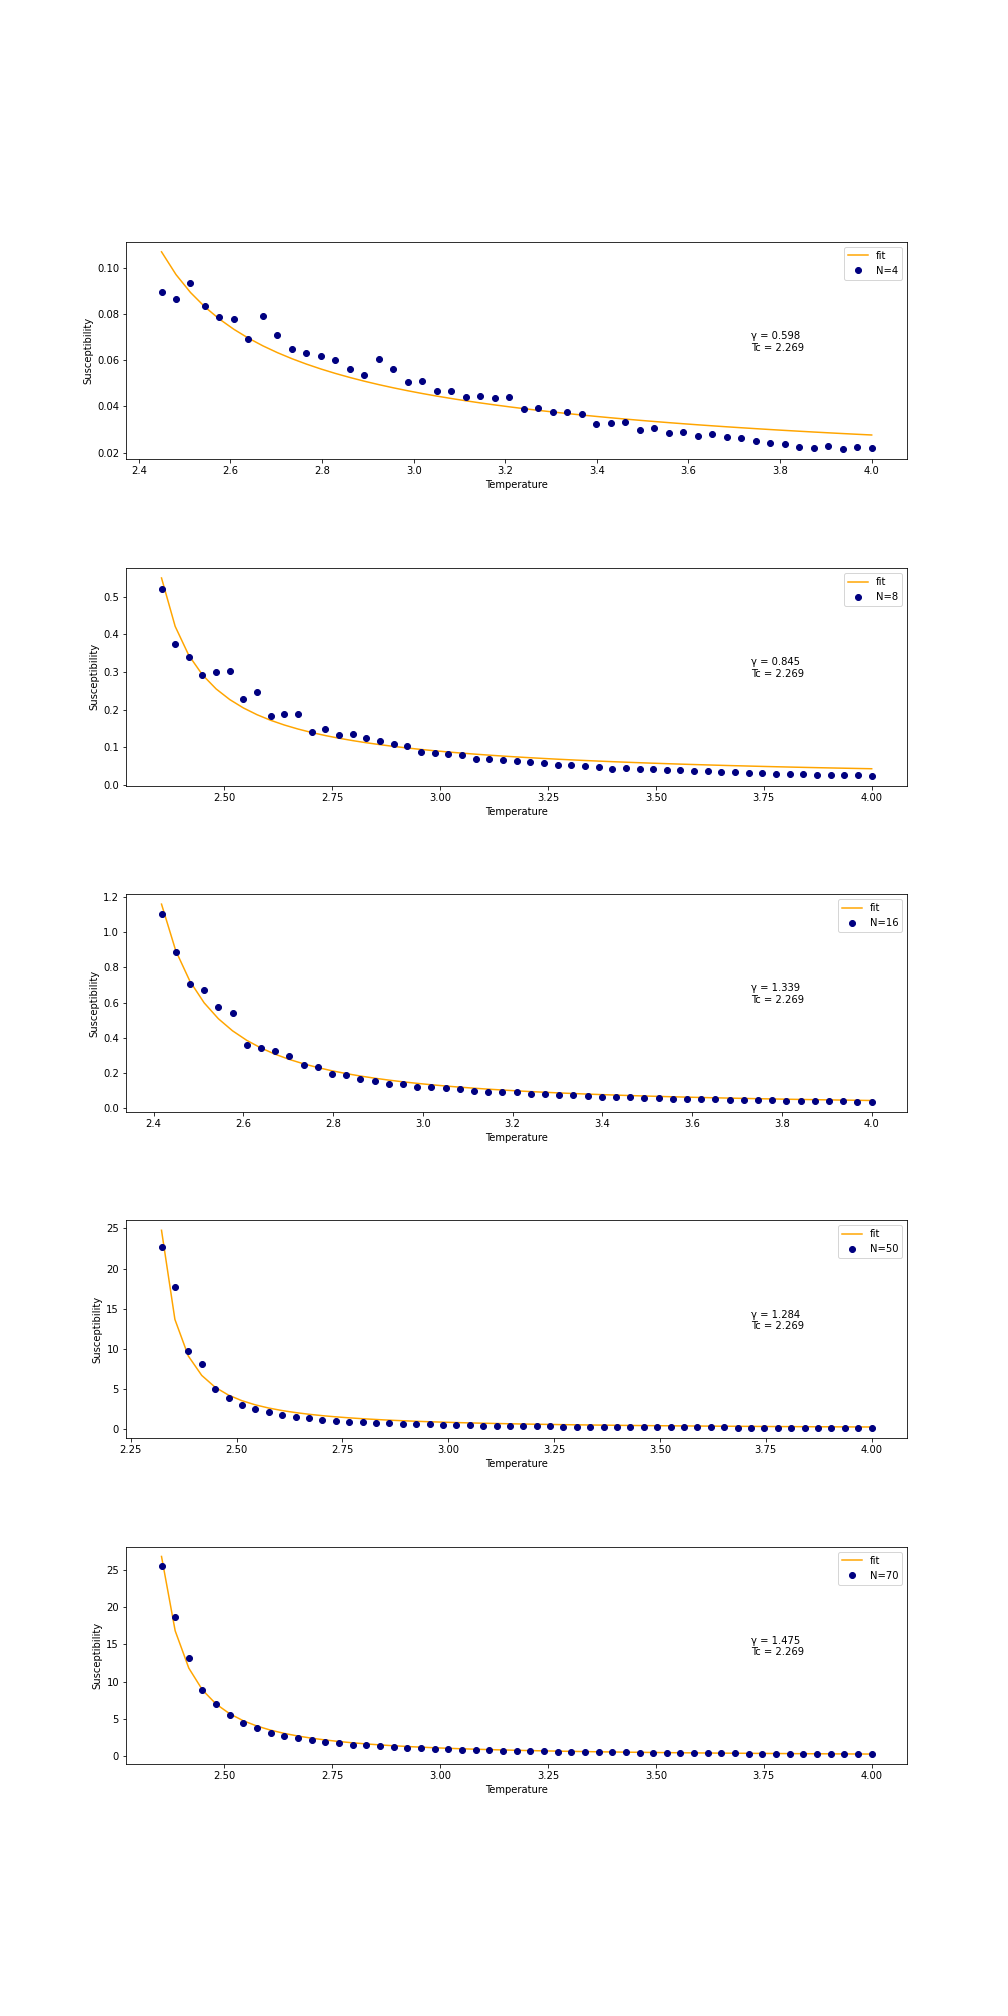 fit
N=4
0.10
0.08
0.06
0.04
0.02
Susceptibility
γ = 0.598
Tc = 2.269
2.4 2.6 2.8 3.0 3.2 3.4 3.6 3.8 4.0
Temperature
fit
N=8
0.5
0.4
0.3
0.2
0.1
0.0
Susceptibility
γ = 0.845
Tc = 2.269
2.50 2.75 3.00 3.25 3.50 3.75 4.00
Temperature
fit
N=16
1.2
1.0
0.8
0.6
0.4
0.2
0.0
Susceptibility
γ = 1.339
Tc = 2.269
2.4 2.6 2.8 3.0 3.2 3.4 3.6 3.8 4.0
Temperature
fit
N=50
25
20
15
10
5
0
Susceptibility
γ = 1.284
Tc = 2.269
2.25 2.50 2.75 3.00 3.25 3.50 3.75 4.00
Temperature
fit
N=70
25
20
15
10
5
0
Susceptibility
γ = 1.475
Tc = 2.269
2.50 2.75 3.00 3.25 3.50 3.75 4.00
Temperature